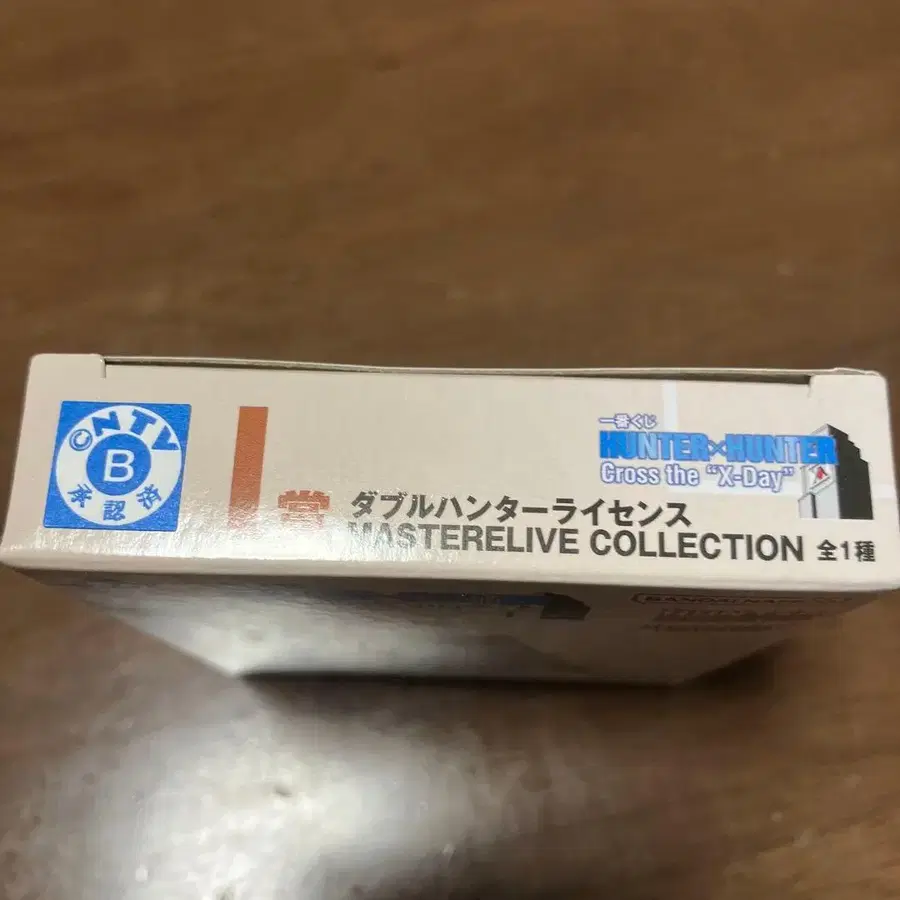 ©NTV
B
承認済
I賞 ダブルハンターライセンス
MASTERELIVE COLLECTION 全1種
一番くじ
HUNTER×HUNTER
Cross the "X-Day"